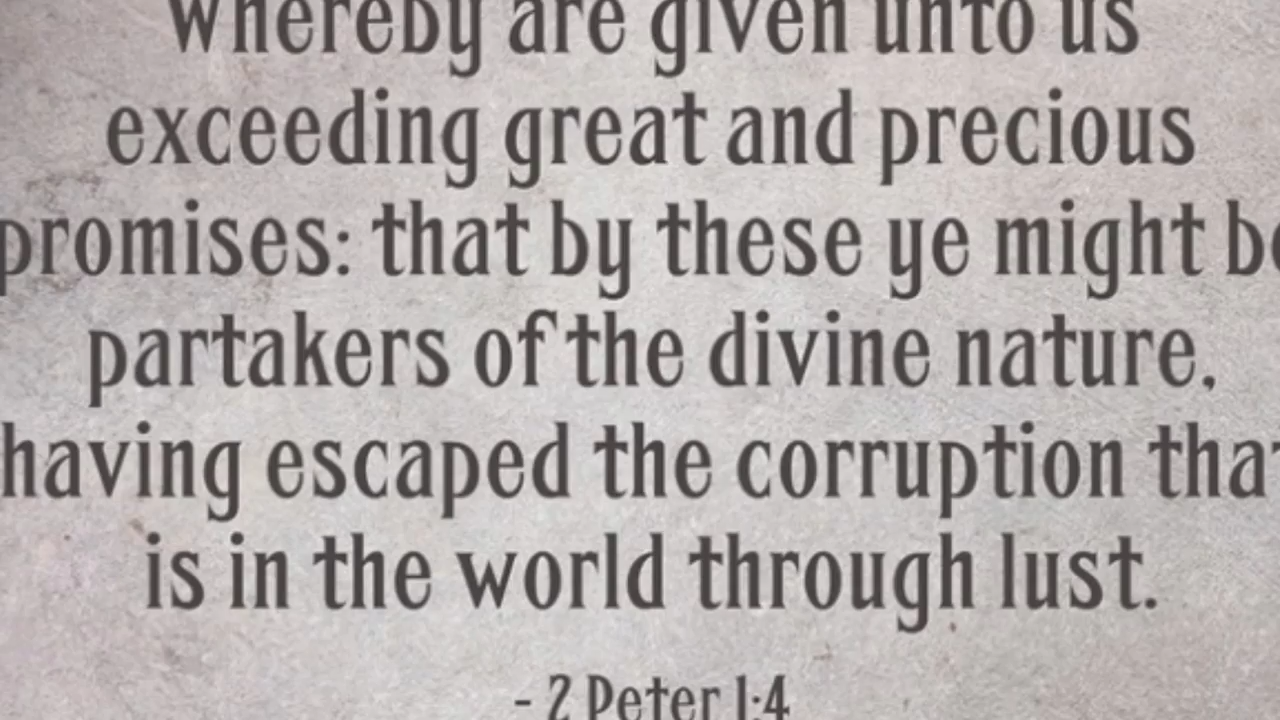 Whereby are given unto us
exceeding great and precious
promises: that by these ye might be
partakers of the divine nature,
having escaped the corruption that
is in the world through lust.
- 2 Peter 1:4